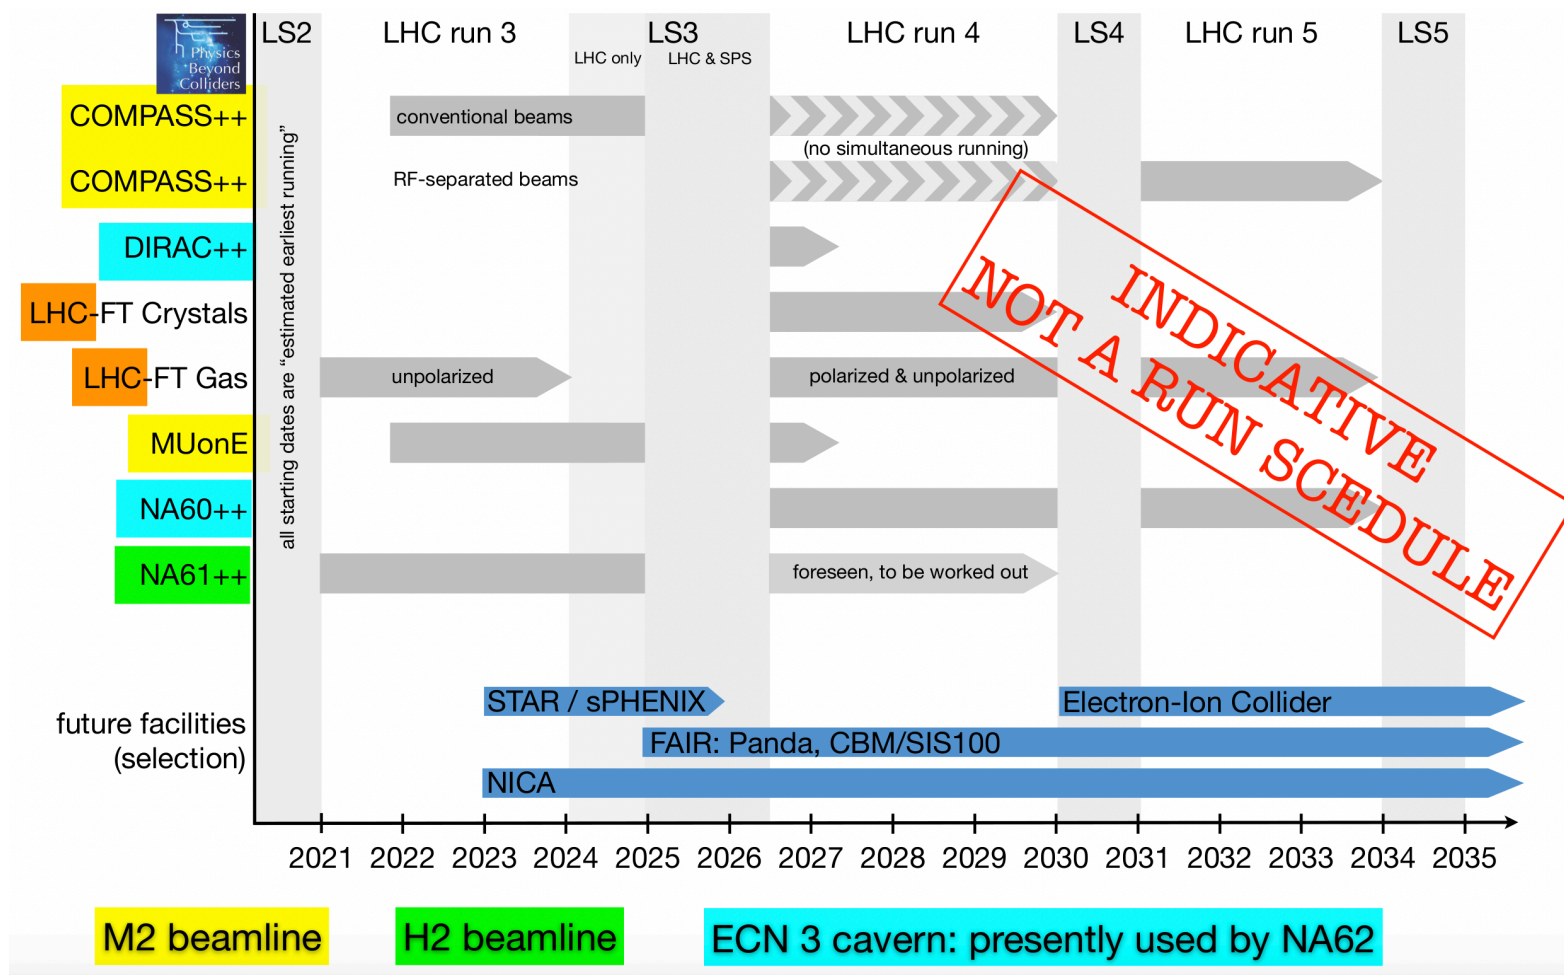 Physics
Beyond
Colliders
LS2
LHC run 3
LS3
LHC run 4
LS4
LHC run 5
LS5
LHC only
LHC & SPS
all starting dates are “estimated earliest running”
COMPASS++
conventional beams
(no simultaneous running)
COMPASS++
RF-separated beams
DIRAC++
LHC-FT Crystals
LHC-FT Gas
unpolarized
polarized & unpolarized
MUonE
NA60++
NA61++
foreseen, to be worked out
INDICATIVE
NOT A RUN SCEDULE
future facilities
(selection)
STAR / sPHENIX
Electron-Ion Collider
FAIR: Panda, CBM/SIS100
NICA
2021 2022 2023 2024 2025 2026 2027 2028 2029 2030 2031 2032 2033 2034 2035
M2 beamline
H2 beamline
ECN 3 cavern: presently used by NA62